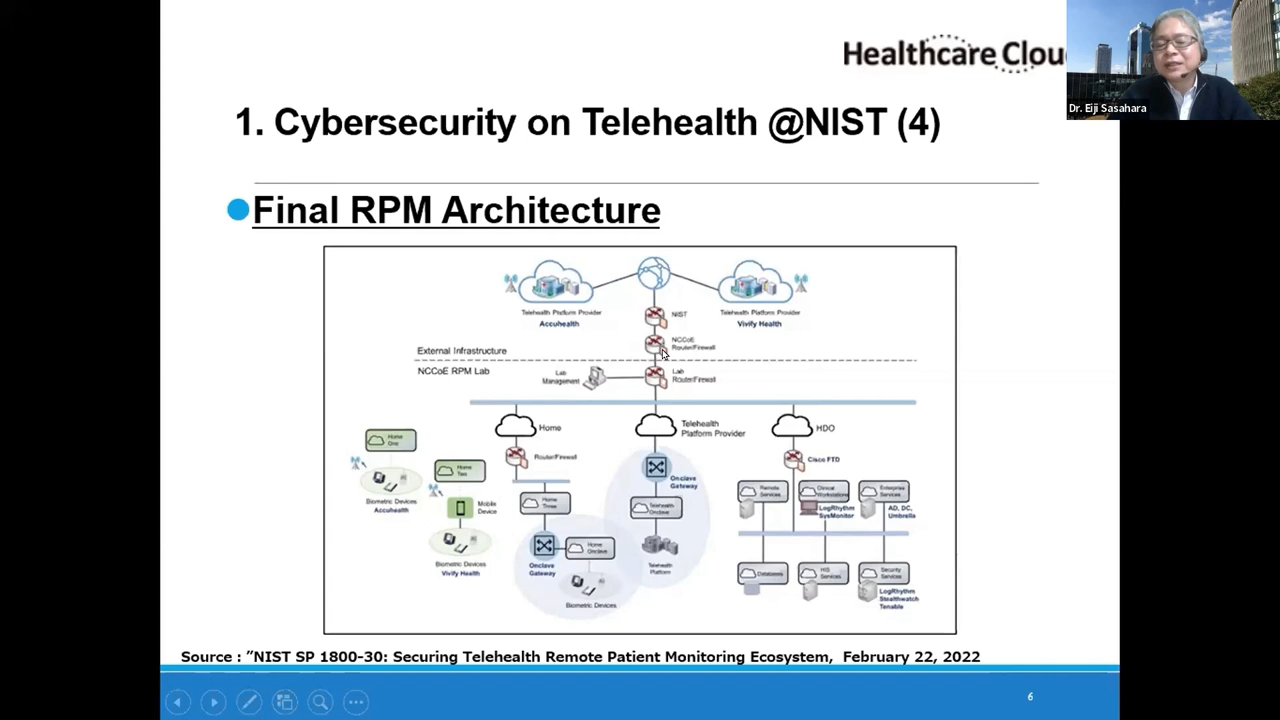 Healthcare Clou
Dr. Eiji Sasahara
1. Cybersecurity on Telehealth @NIST (4)
Final RPM Architecture
Telehealth Platform Provider
Accuhealth
Telehealth Platform Provider
Vivify Health
NIST
NCCoE
Router/Firewall
External Infrastructure
NCCoE RPM Lab
Lab
Management
Lab
Router/Firewall
Home
Telehealth
Platform Provider
HDO
Home
One
Biometric Devices
Accuhealth
Home
Two
Mobile
Device
Biometric Devices
Vivify Health
Router/Firewall
Home
Three
Onclave
Gateway
Home
Onclave
Biometric Devices
Onclave
Gateway
Telehealth
Onclave
Telehealth
Platform
Cisco FTD
Remote
Services
Clinical
Workstations
LogRhythm
SysMonitor
Enterprise
Services
AD, DC,
Umbrella
Databases
HIS
Services
Security
Services
LogRhythm
Stealthwatch
Tenable
Source : ”NIST SP 1800-30: Securing Telehealth Remote Patient Monitoring Ecosystem, February 22, 2022
6